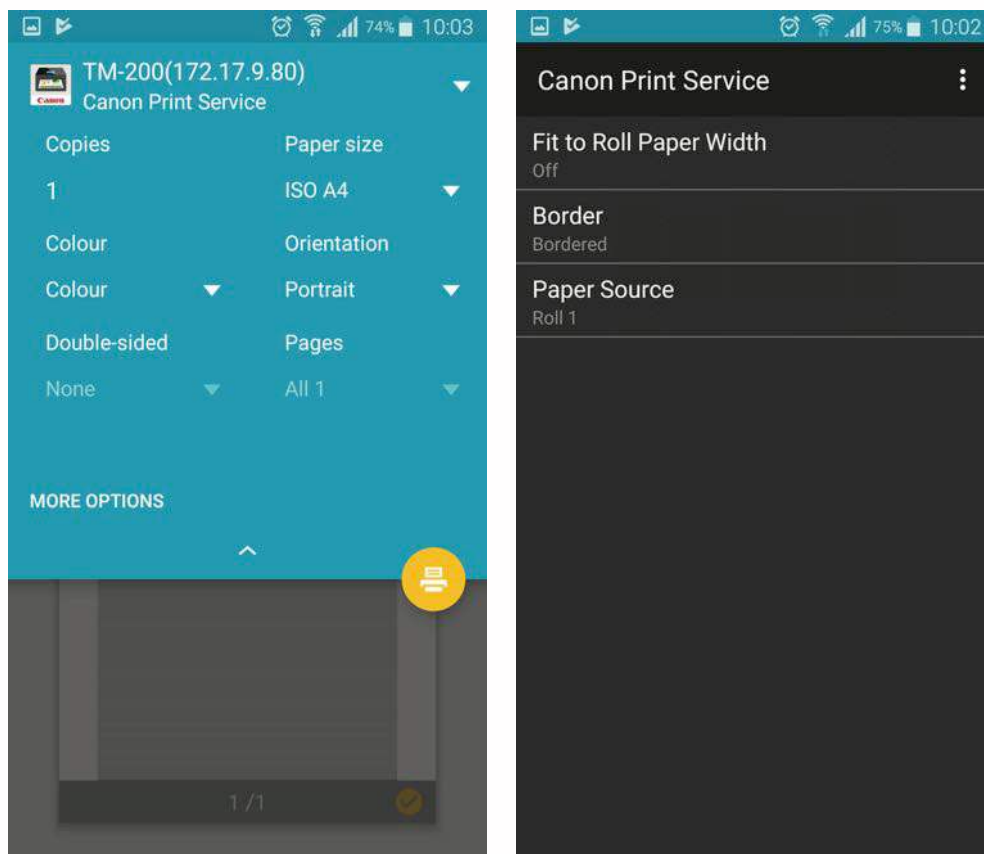 74% 10:03
TM-200(172.17.9.80)
Canon
Canon Print Service
Copies
Paper size
1
ISO A4
Colour
Orientation
Colour
Portrait
Double-sided
Pages
None
All 1
MORE OPTIONS
1/1
75% 10:02
Canon Print Service
Fit to Roll Paper Width
Off
Border
Bordered
Paper Source
Roll 1